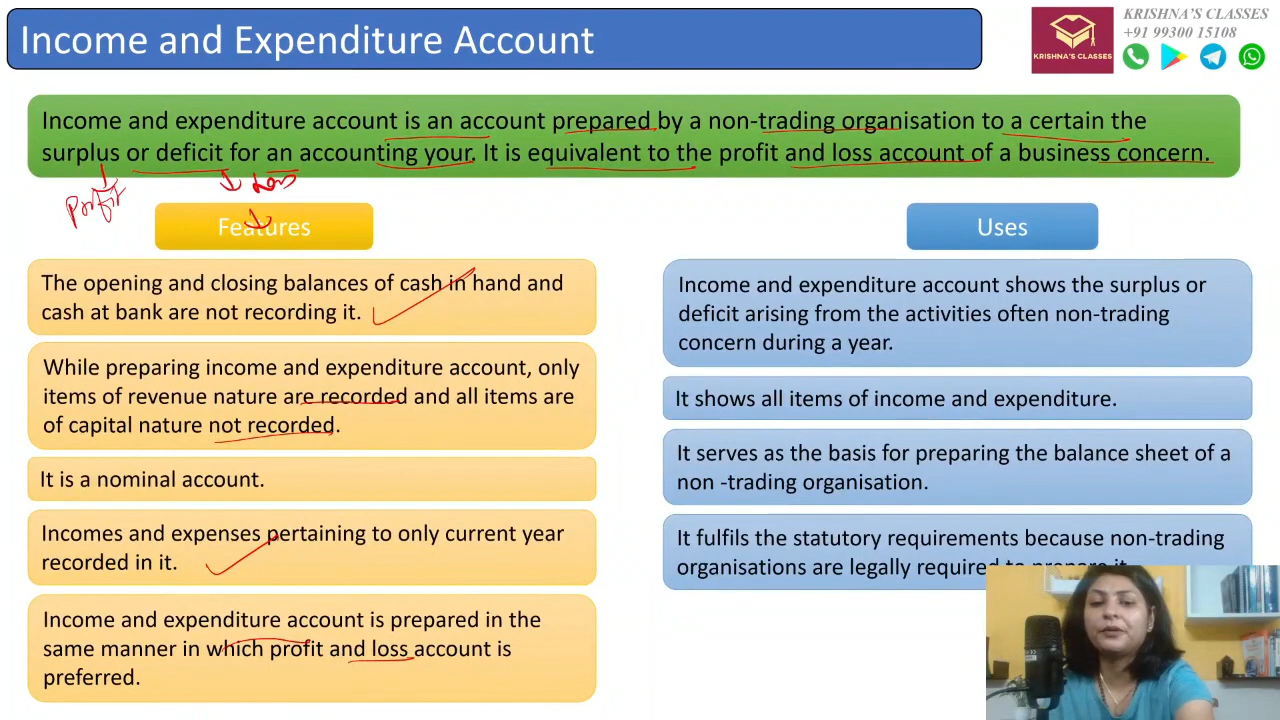 Income and Expenditure Account
KRISHNA'S CLASSES
+91 99300 15108
KRISHNA'S CLASSES
Income and expenditure account is an account prepared by a non-trading organisation to a certain the
surplus or deficit for an accounting your. It is equivalent to the profit and loss account of a business concern.
Profit
Loss
Features
The opening and closing balances of cash in hand and
cash at bank are not recording it.
While preparing income and expenditure account, only
items of revenue nature are recorded and all items are
of capital nature not recorded.
It is a nominal account.
Incomes and expenses pertaining to only current year
recorded in it.
Income and expenditure account is prepared in the
same manner in which profit and loss account is
preferred.
Uses
Income and expenditure account shows the surplus or
deficit arising from the activities often non-trading
concern during a year.
It shows all items of income and expenditure.
It serves as the basis for preparing the balance sheet of a
non -trading organisation.
It fulfils the statutory requirements because non-trading
organisations are legally required to prepare it.